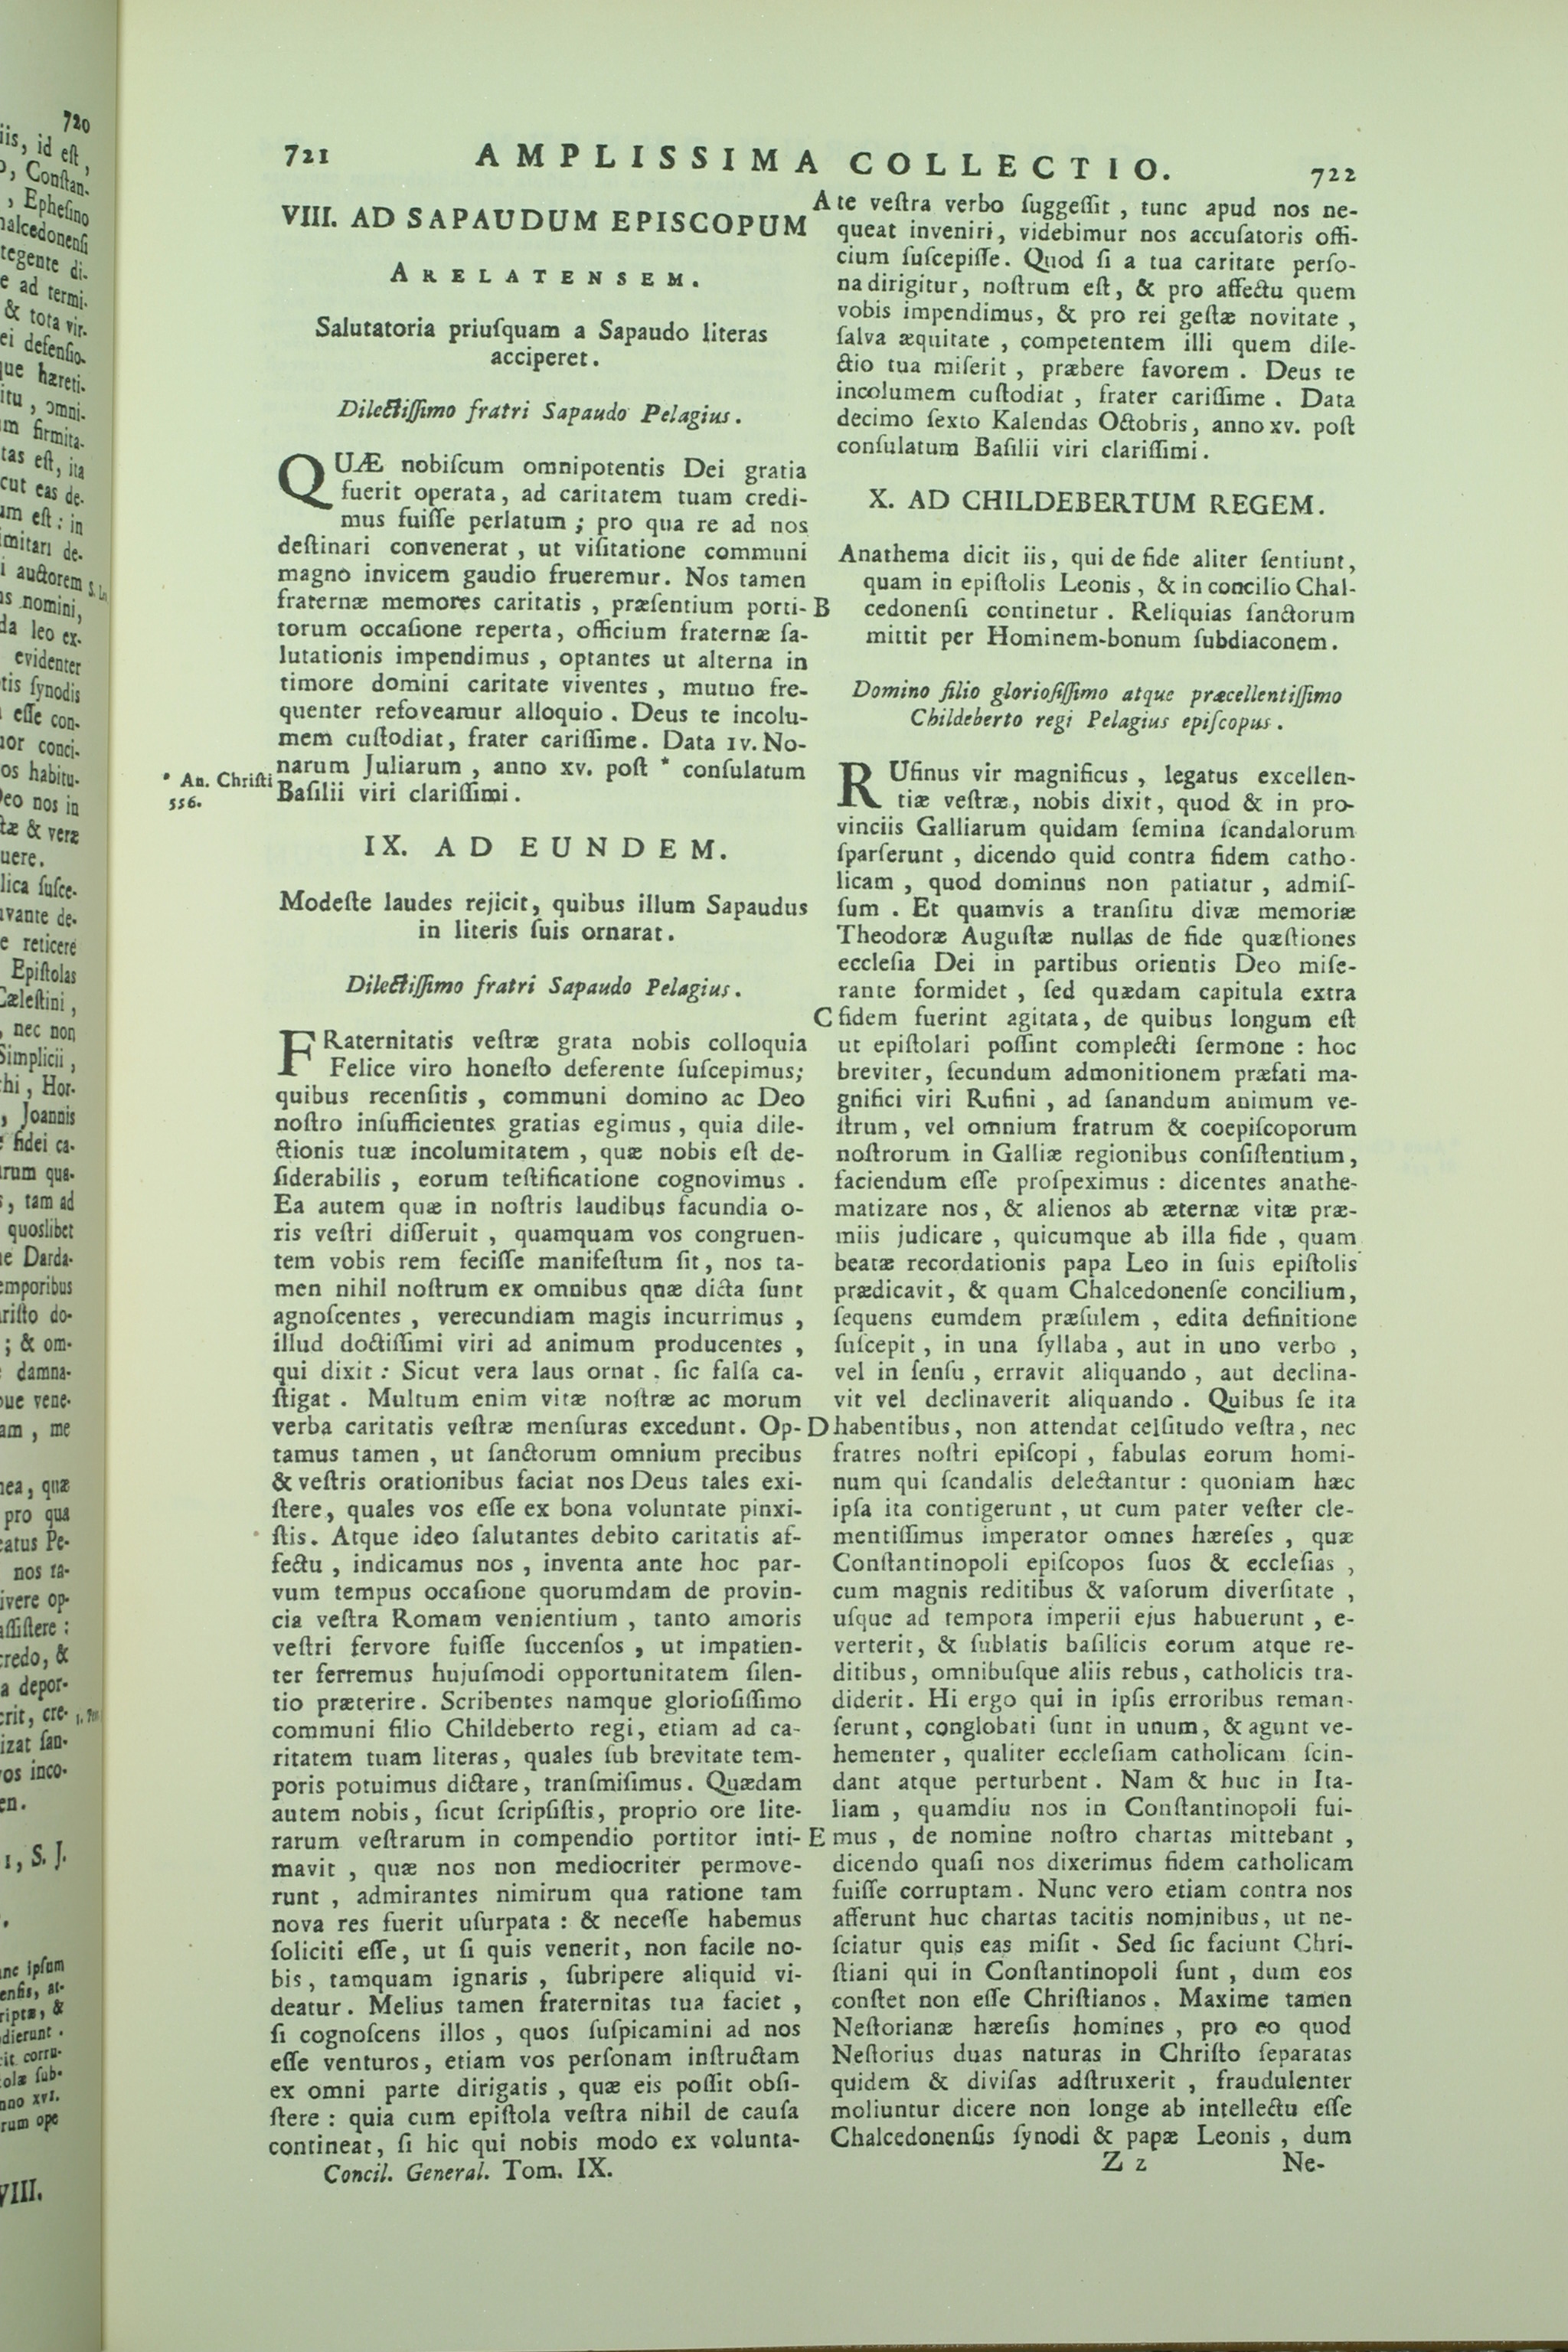 721
AMPLISSIMA COLLECTIO.
722
VIII. AD SAPAUDUM EPISCOPUM
ARELATENSEM.
Salutatoria priuſquam a Sapaudo literas
acciperet.
Dilectiſſimo fratri Sapaudo Pelagius.
QUÆ nobiſcum omnipotentis Dei gratia
fuerit operata, ad caritatem tuam credi-
mus fuiſſe perlatum; pro qua re ad nos
deſtinari convenerat, ut viſitatione communi
magno invicem gaudio frueremur. Nos tamen
fraternæ memores caritatis, præſentium porti-
torum occaſione reperta, officium fraternæ ſa-
lutationis impendimus, optantes ut alterna in
timore domini caritate viventes, mutuo fre-
quenter refoveamur alloquio. Deus te incolu-
mem cuſtodiat, frater cariſſime. Data IV. No-
narum Juliarum, anno XV. poſt * conſulatum
Baſilii viri clariſſimi.
* An. Chriſti
556.
IX. AD EUNDEM.
Modeſte laudes rejicit, quibus illum Sapaudus
in literis ſuis ornarat.
Dilectiſſimo fratri Sapaudo Pelagius.
FRaternitatis veſtræ grata nobis colloquia
Felice viro honeſto deferente ſuſcepimus;
quibus recenſitis, communi domino ac Deo
noſtro inſufficientes gratias egimus, quia dile-
ctionis tuæ incolumitatem, quæ nobis eſt de-
ſiderabilis, eorum teſtificatione cognovimus.
Ea autem quæ in noſtris laudibus facundia o-
ris veſtri diſſeruit, quamquam vos congruen-
tem vobis rem feciſſe manifeſtum ſit, nos ta-
men nihil noſtrum ex omnibus quæ dicta ſunt
agnoſcentes, verecundiam magis incurrimus,
illud doctiſſimi viri ad animum producentes,
qui dixit: Sicut vera laus ornat, ſic falſa ca-
ſtigat. Multum enim vitæ noſtræ ac morum
verba caritatis veſtræ menſuras excedunt. Op-
tamus tamen, ut ſanctorum omnium precibus
& veſtris orationibus faciat nos Deus tales exi-
ſtere, quales vos eſſe ex bona voluntate pinxi-
ſtis. Atque ideo ſalutantes debito caritatis af-
fectu, indicamus nos, inventa ante hoc par-
vum tempus occaſione quorumdam de provin-
cia veſtra Romam venientium, tanto amoris
veſtri fervore fuiſſe ſuccenſos, ut impatien-
ter ferremus hujuſmodi opportunitatem ſilen-
tio præterire. Scribentes namque glorioſiſſimo
communi filio Childeberto regi, etiam ad ca-
ritatem tuam literas, quales ſub brevitate tem-
poris potuimus dictare, tranſmiſimus. Quædam
autem nobis, ſicut ſcripſiſtis, proprio ore lite-
rarum veſtrarum in compendio portitor inti-
mavit, quæ nos non mediocriter permove-
runt, admirantes nimirum qua ratione tam
nova res fuerit uſurpata: & neceſſe habemus
ſoliciti eſſe, ut ſi quis venerit, non facile no-
bis, tamquam ignaris, ſubripere aliquid vi-
deatur. Melius tamen fraternitas tua faciet,
ſi cognoſcens illos, quos ſuſpicamini ad nos
eſſe venturos, etiam vos perſonam inſtructam
ex omni parte dirigatis, quæ eis poſſit obſi-
ſtere: quia cum epiſtola veſtra nihil de cauſa
contineat, ſi hic qui nobis modo ex volunta-
Concil. General. Tom. IX.
A te veſtra verbo ſuggeſſit, tunc apud nos ne-
queat inveniri, videbimur nos accuſatoris offi-
cium ſuſcepiſſe. Quod ſi a tua caritate perſo-
na dirigitur, noſtrum eſt, & pro affectu quem
vobis impendimus, & pro rei geſtæ novitate,
ſalva æquitate, competentem illi quem dile-
ctio tua miſerit, præbere favorem. Deus te
incolumem cuſtodiat, frater cariſſime. Data
decimo ſexto Kalendas Octobris, anno XV. poſt
conſulatum Baſilii viri clariſſimi.
X. AD CHILDEBERTUM REGEM.
Anathema dicit iis, qui de fide aliter ſentiunt,
quam in epiſtolis Leonis, & in concilio Chal-
B cedonenſi continetur. Reliquias ſanctorum
mittit per Hominem-bonum ſubdiaconem.
Domino filio glorioſiſſimo atque præcellentiſſimo
Childeberto regi Pelagius epiſcopus.
RUfinus vir magnificus, legatus excellen-
tiæ veſtræ, nobis dixit, quod & in pro-
vinciis Galliarum quidam ſemina ſcandalorum
ſparſerunt, dicendo quid contra fidem catho-
licam, quod dominus non patiatur, admiſ-
ſum. Et quamvis a tranſitu divæ memoriæ
Theodoræ Auguſtæ nullas de fide quæſtiones
eccleſia Dei in partibus orientis Deo miſe-
rante formidet, ſed quædam capitula extra
C fidem fuerint agitata, de quibus longum eſt
ut epiſtolari poſſint complecti ſermone: hoc
breviter, ſecundum admonitionem præfati ma-
gnifici viri Rufini, ad ſanandum animum ve-
ſtrum, vel omnium fratrum & coepiſcoporum
noſtrorum in Galliæ regionibus conſiſtentium,
faciendum eſſe proſpeximus: dicentes anathe-
matizare nos, & alienos ab æternæ vitæ præ-
miis judicare, quicumque ab illa fide, quam
beatæ recordationis papa Leo in ſuis epiſtolis
prædicavit, & quam Chalcedonenſe concilium,
ſequens eumdem præſulem, edita definitione
ſuſcepit, in una ſyllaba, aut in uno verbo,
vel in ſenſu, erravit aliquando, aut declina-
vit vel declinaverit aliquando. Quibus ſe ita
D habentibus, non attendat celſitudo veſtra, nec
fratres noſtri epiſcopi, fabulas eorum homi-
num qui ſcandalis delectantur: quoniam hæc
ipſa ita contigerunt, ut cum pater veſter cle-
mentiſſimus imperator omnes hæreſes, quæ
Conſtantinopoli epiſcopos ſuos & eccleſias,
cum magnis reditibus & vaſorum diverſitate,
uſque ad tempora imperii ejus habuerunt, e-
verterit, & ſublatis baſilicis eorum atque re-
ditibus, omnibuſque aliis rebus, catholicis tra-
diderit. Hi ergo qui in ipſis erroribus reman-
ſerunt, conglobati ſunt in unum, & agunt ve-
hementer, qualiter eccleſiam catholicam ſcin-
dant atque perturbent. Nam & huc in Ita-
liam, quamdiu nos in Conſtantinopoli fui-
E mus, de nomine noſtro chartas mittebant,
dicendo quaſi nos dixerimus fidem catholicam
fuiſſe corruptam. Nunc vero etiam contra nos
afferunt huc chartas tacitis nominibus, ut ne-
ſciatur quis eas miſit. Sed ſic faciunt Chri-
ſtiani qui in Conſtantinopoli ſunt, dum eos
conſtet non eſſe Chriſtianos. Maxime tamen
Neſtorianæ hæreſis homines, pro eo quod
Neſtorius duas naturas in Chriſto ſeparatas
quidem & diviſas adſtruxerit, fraudulenter
moliuntur dicere non longe ab intellectu eſſe
Chalcedonenſis ſynodi & papæ Leonis, dum
Z z
Ne-